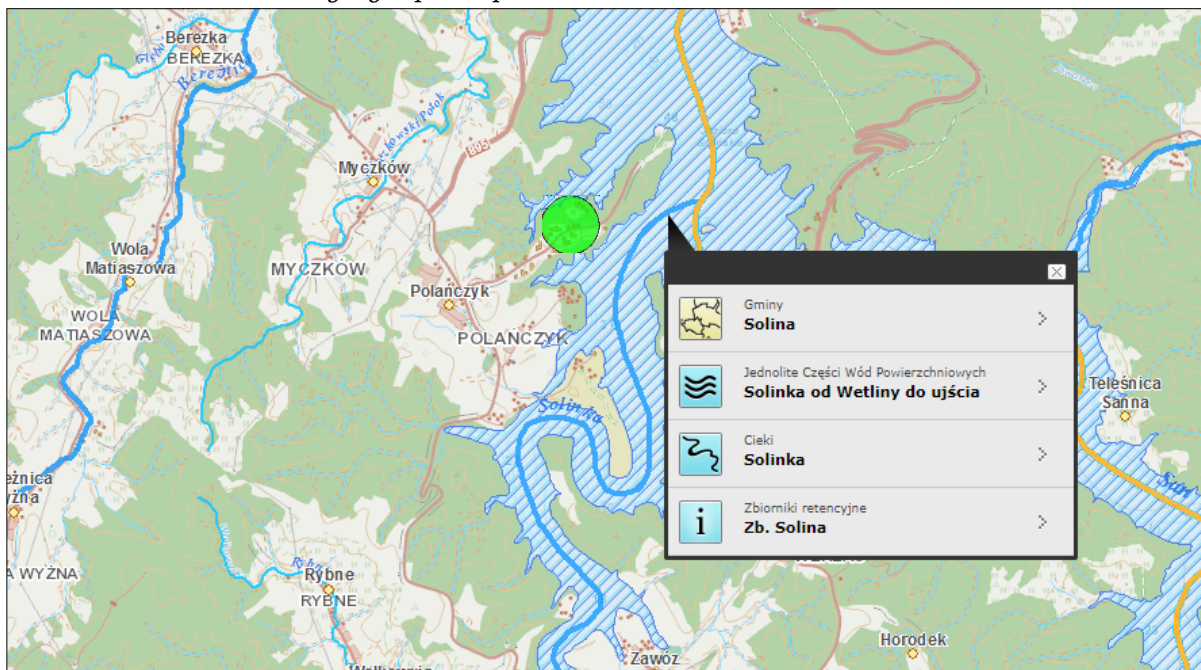 Berezka
BEREZKA
895
Myczków
Wola
Matiaszowa
MYCZKÓW
Polańczyk
WOLA
MATIASZOWA
POLAŃCZYK
Gminy
Solina
Jednolite Części Wód Powierzchniowych
Solinka od Wetliny do ujścia
Teleśnica
Sanna
Solinka
Cieki
Solinka
San
Zbiorniki retencyjne
Zb. Solina
A WYŻNA
Rybne
RYBNE
Horodek
Zawóz